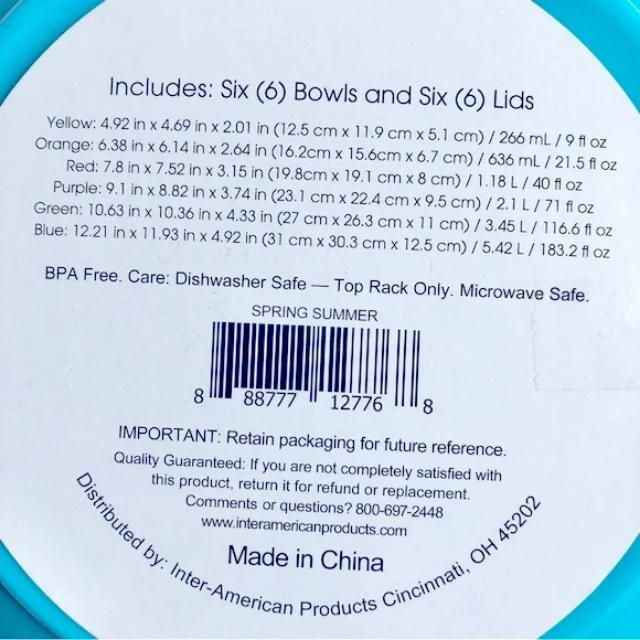 Includes: Six (6) Bowls and Six (6) Lids
Yellow: 4.92 in x 4.69 in x 2.01 in (12.5 cm x 11.9 cm x 5.1 cm) / 266 mL / 9 fl oz
Orange: 6.38 in x 6.14 in x 2.64 in (16.2cm x 15.6cm x 6.7 cm) / 636 mL / 21.5 fl oz
Red: 7.8 in x 7.52 in x 3.15 in (19.8cm x 19.1 cm x 8 cm) / 1.18 L / 40 fl oz
Purple: 9.1 in x 8.82 in x 3.74 in (23.1 cm x 22.4 cm x 9.5 cm) / 2.1 L / 71 fl oz
Green: 10.63 in x 10.36 in x 4.33 in (27 cm x 26.3 cm x 11 cm) / 3.45 L / 116.6 fl oz
Blue: 12.21 in x 11.93 in x 4.92 in (31 cm x 30.3 cm x 12.5 cm) / 5.42 L / 183.2 fl oz
BPA Free. Care: Dishwasher Safe — Top Rack Only. Microwave Safe.
SPRING SUMMER
8 88777 12776 8
IMPORTANT: Retain packaging for future reference.
Quality Guaranteed: If you are not completely satisfied with
this product, return it for refund or replacement.
Comments or questions? 800-697-2448
www.interamericanproducts.com
Made in China
Distributed by: Inter-American Products Cincinnati, OH 45202